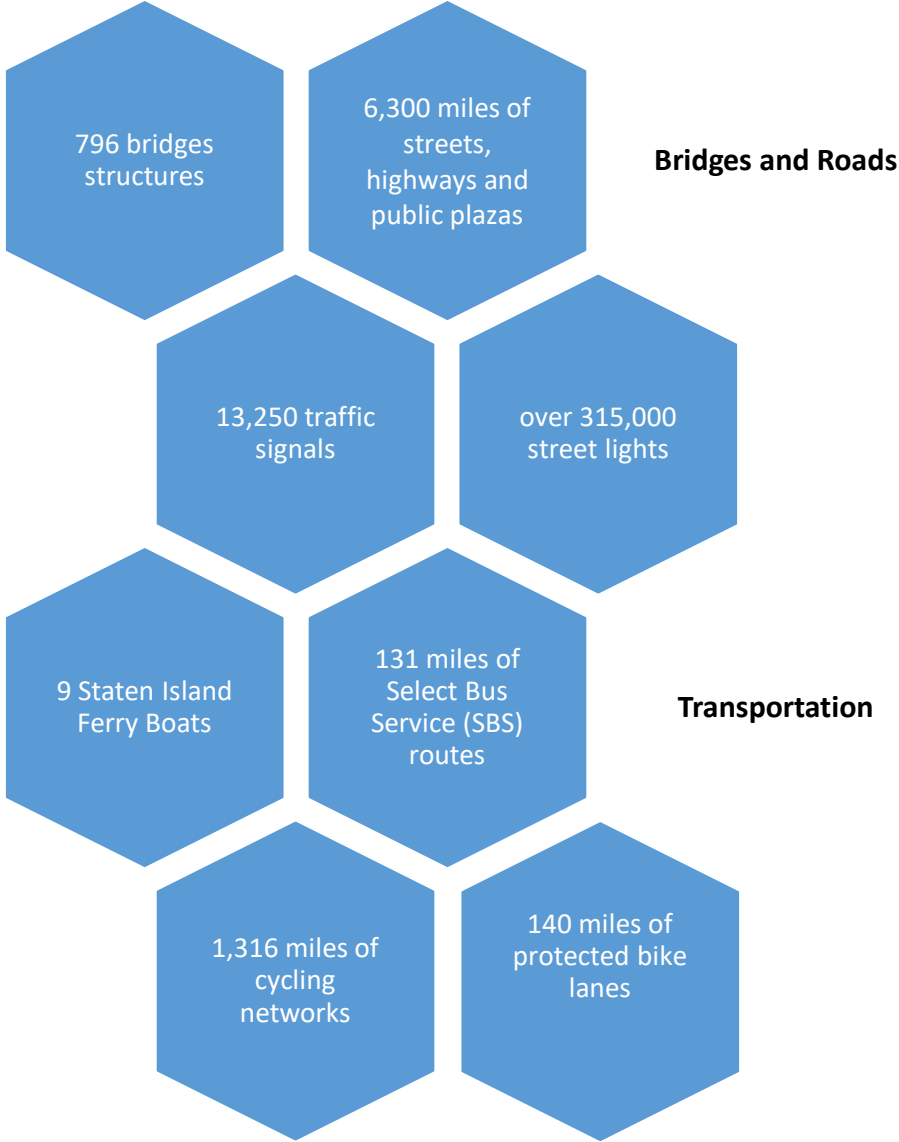 796 bridges
structures
6,300 miles of
streets,
highways and
public plazas
Bridges and Roads
13,250 traffic
signals
over 315,000
street lights
9 Staten Island
Ferry Boats
131 miles of
Select Bus
Service (SBS)
routes
Transportation
1,316 miles of
cycling
networks
140 miles of
protected bike
lanes